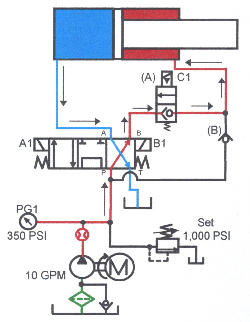 (A) C1
A B
A1 B1
(B)
P T
PG1
350 PSI
Set
1,000 PSI
10 GPM
M